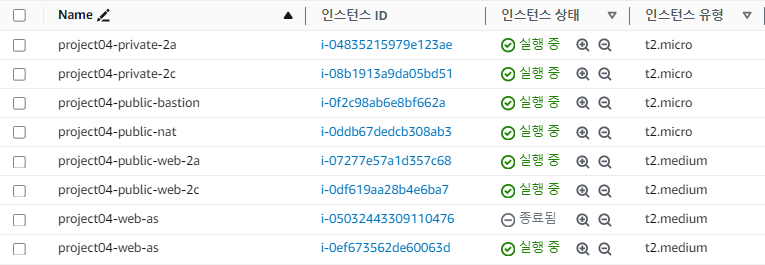 Name 인스턴스 ID 인스턴스 상태 인스턴스 유형
project04-private-2a i-04835215979e123ae 실행 중 t2.micro
project04-private-2c i-08b1913a9da05bd51 실행 중 t2.micro
project04-public-bastion i-0f2c98ab6e8bf662a 실행 중 t2.micro
project04-public-nat i-0ddb67dedcb308ab3 실행 중 t2.micro
project04-public-web-2a i-07277e57a1d357c68 실행 중 t2.medium
project04-public-web-2c i-0df619aa28b4e6ba7 실행 중 t2.medium
project04-web-as i-05032443309110476 종료됨 t2.medium
project04-web-as i-0ef673562de60063d 실행 중 t2.medium